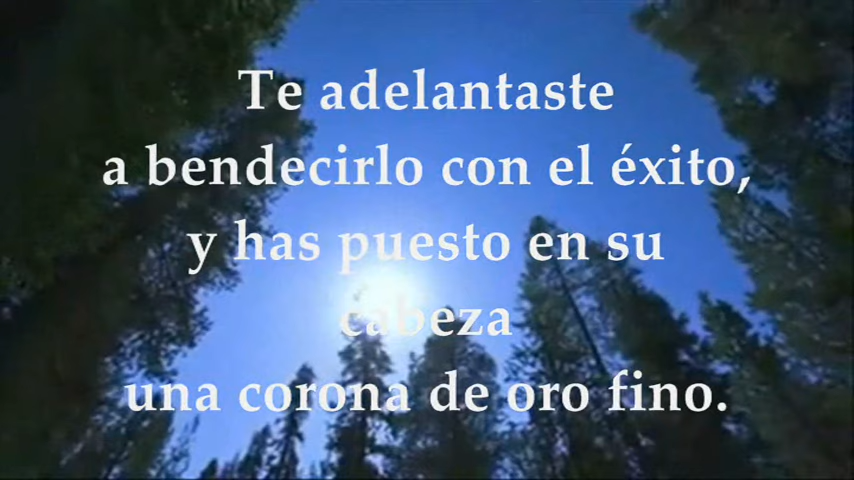 Te adelantaste
a bendecirlo con el éxito,
y has puesto en su
cabeza
una corona de oro fino.